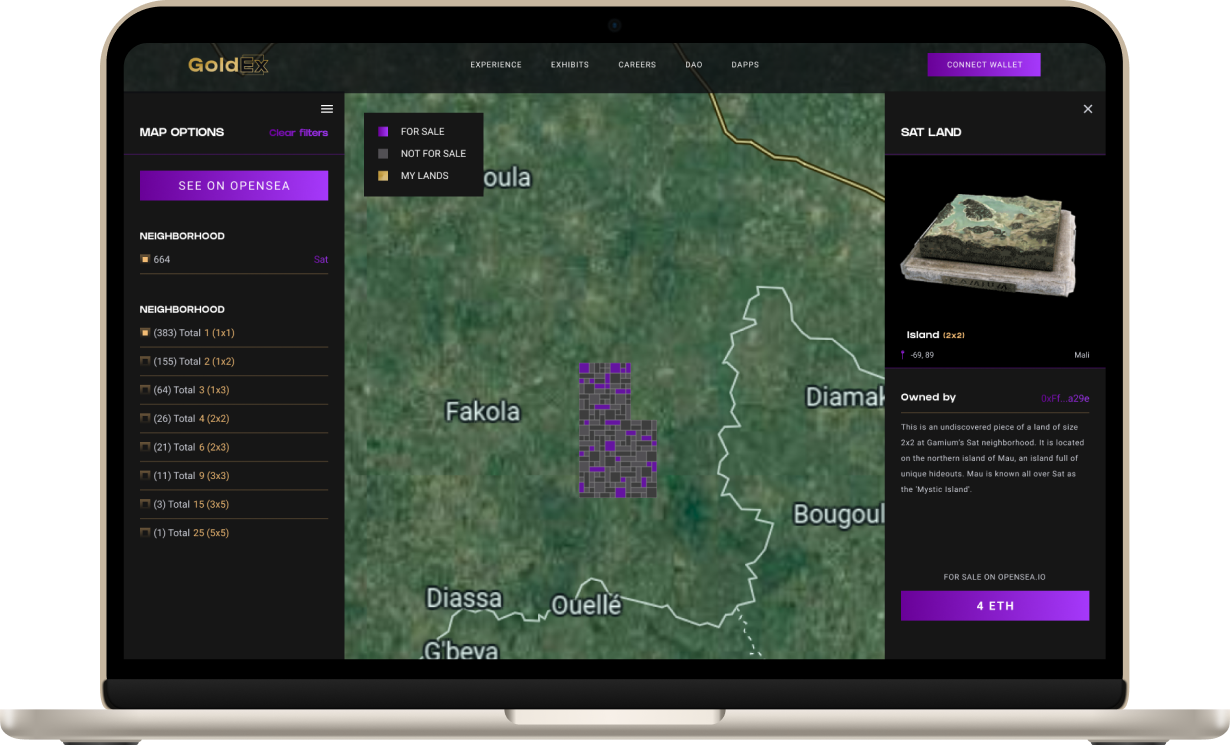 GoldEx
EXPERIENCE
EXHIBITS
CAREERS
DAO
DAPPS
CONNECT WALLET
MAP OPTIONS
Clear filters
SEE ON OPENSEA
NEIGHBORHOOD
664
Sat
NEIGHBORHOOD
(383) Total 1 (1x1)
(155) Total 2 (1x2)
(64) Total 3 (1x3)
(26) Total 4 (2x2)
(21) Total 6 (2x3)
(11) Total 9 (3x3)
(3) Total 15 (3x5)
(1) Total 25 (5x5)
FOR SALE
NOT FOR SALE
MY LANDS
oula
Fakola
Diamak
Bougoul
Diassa
Ouellé
G'beya
SAT LAND
Island (2x2)
-69, 89
Mali
Owned by
0xFf...a29e
This is an undiscovered piece of a land of size
2x2 at Gamium's Sat neighborhood. It is located
on the northern island of Mau, an island full of
unique hideouts. Mau is known all over Sat as
the 'Mystic Island'.
FOR SALE ON OPENSEA.IO
4 ETH